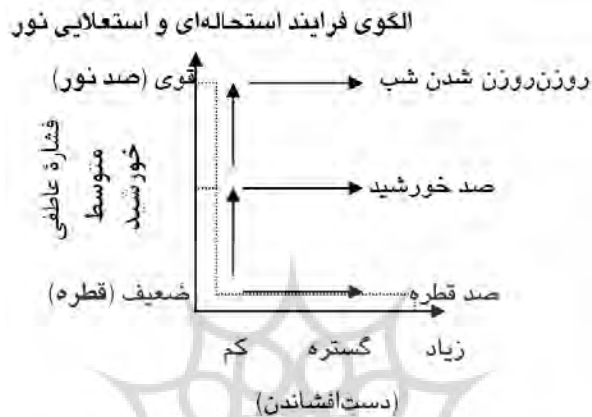 الگوی فرایند استحاله‌ای و استعلایی نور
قوی (صد نور)
روزن‌روزن شدن شب
فشارهٔ عاطفی
متوسط
خورشید
صد خورشید
ضعیف (قطره)
صد قطره
کم
گستره
زیاد
(دست‌افشاندن)